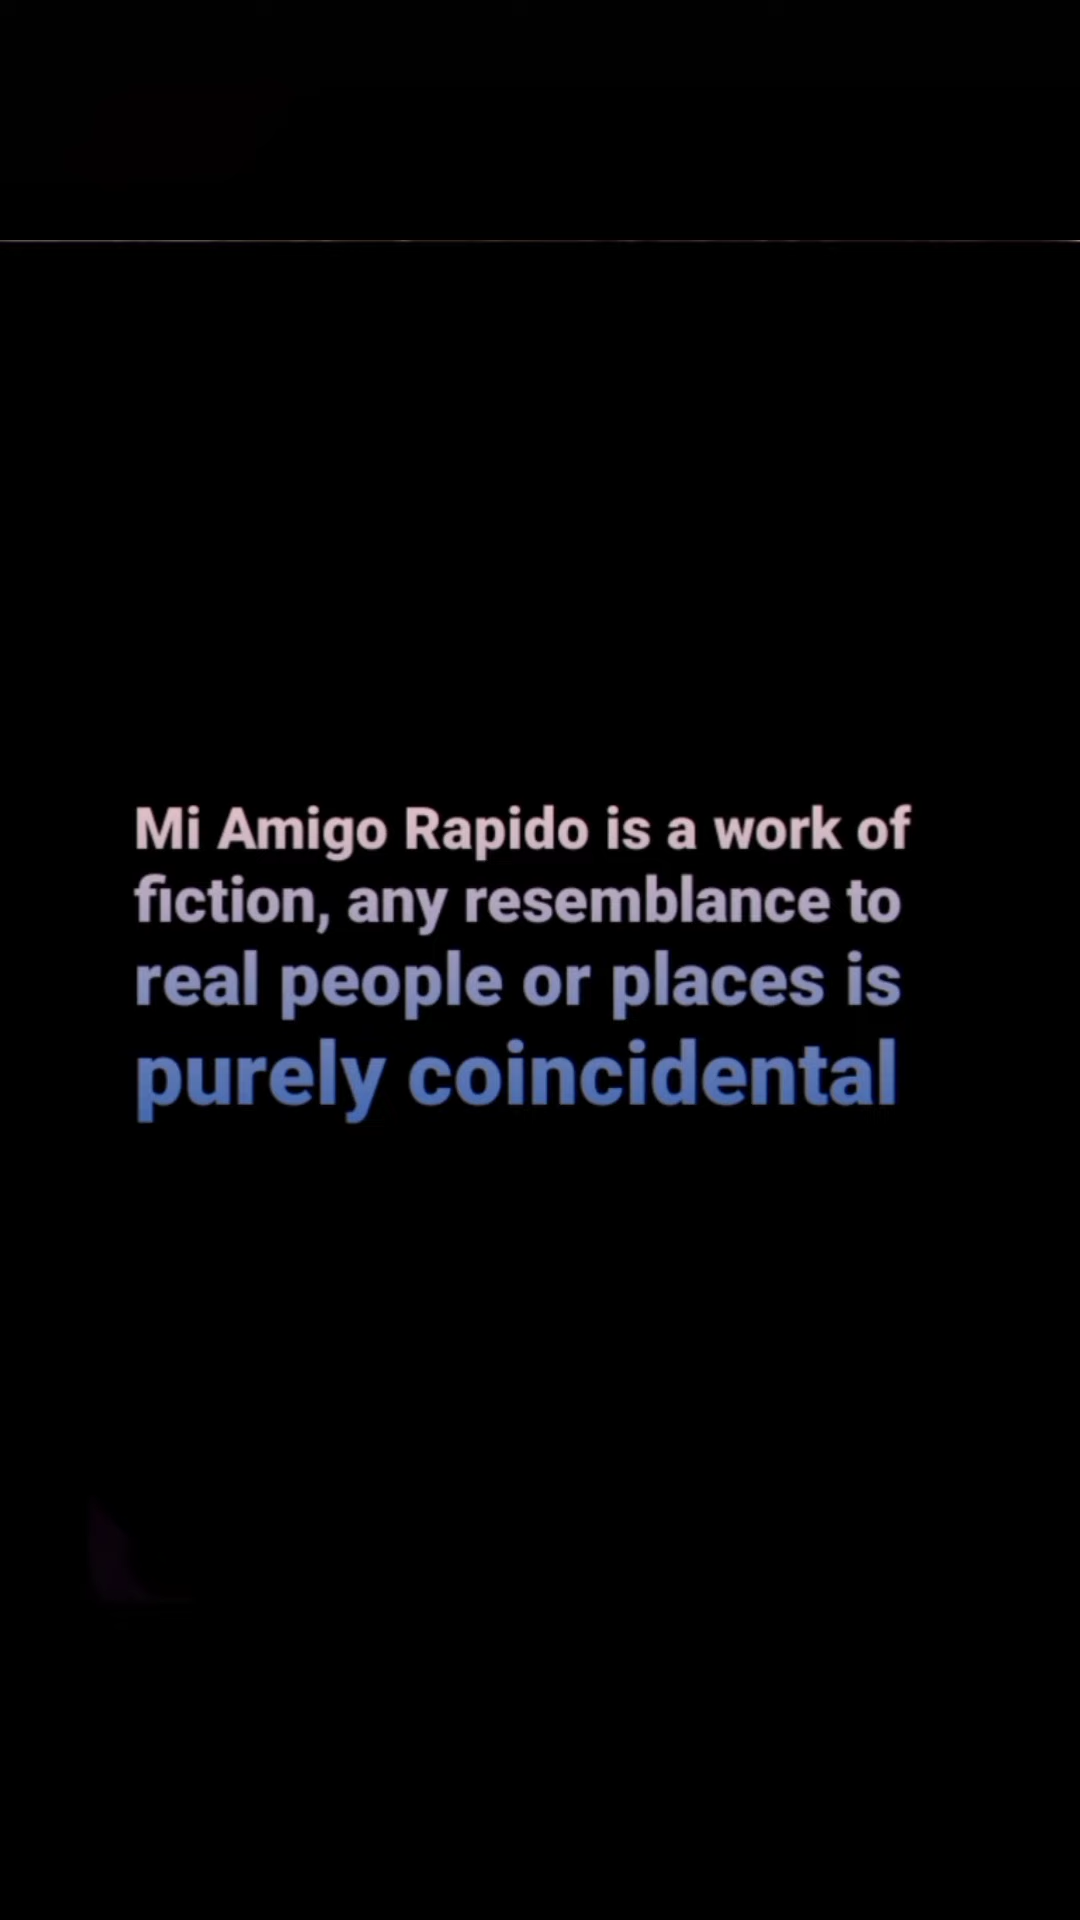 Mi Amigo Rapido is a work of
fiction, any resemblance to
real people or places is
purely coincidental